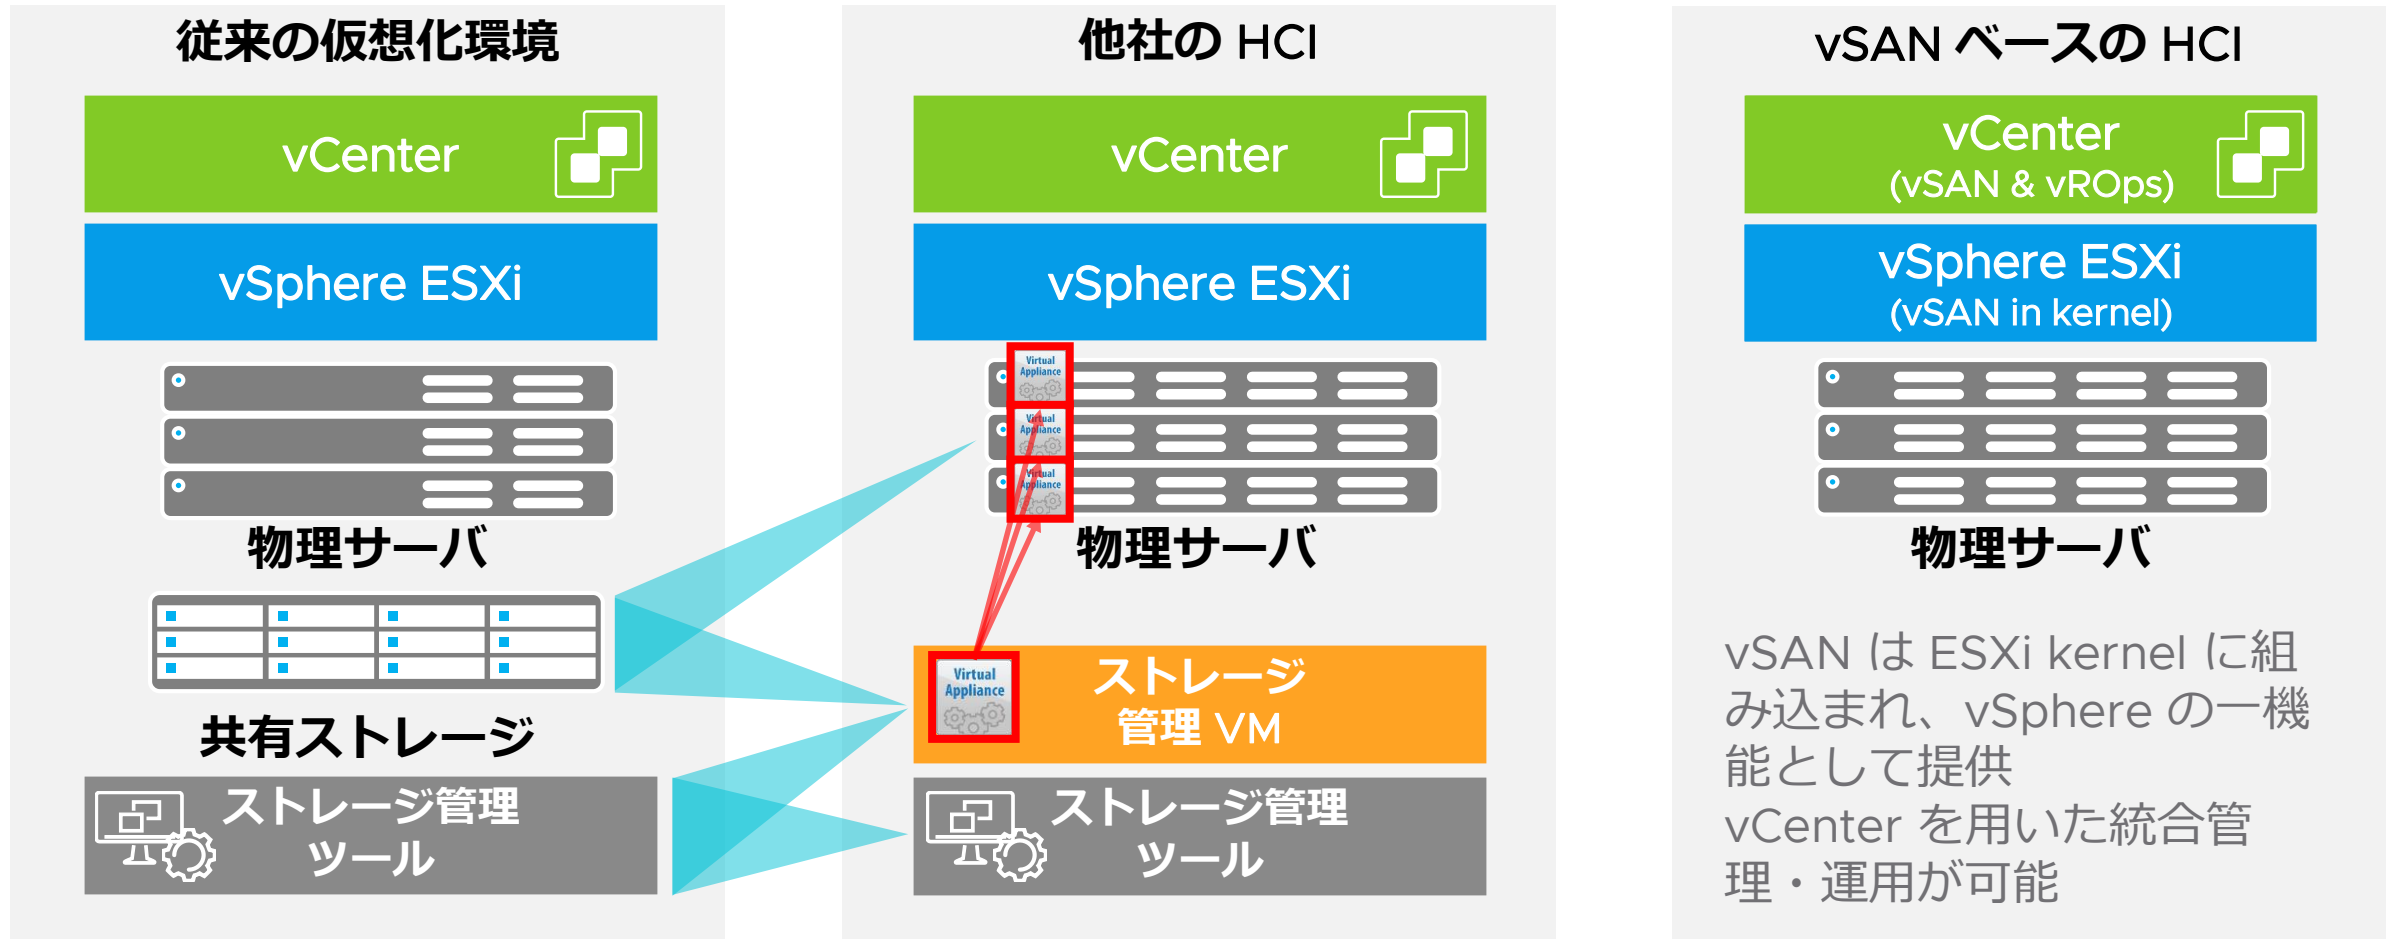 従来の仮想化環境
vCenter
vSphere ESXi
物理サーバ
共有ストレージ
ストレージ管理
ツール
他社の HCI
vCenter
vSphere ESXi
Virtual
Appliance
Virtual
Appliance
Virtual
Appliance
物理サーバ
Virtual
Appliance
ストレージ
管理 VM
ストレージ管理
ツール
vSAN ベースの HCI
vCenter
(vSAN & vROps)
vSphere ESXi
(vSAN in kernel)
物理サーバ
vSAN は ESXi kernel に組
み込まれ、vSphere の一機
能として提供
vCenter を用いた統合管
理・運用が可能